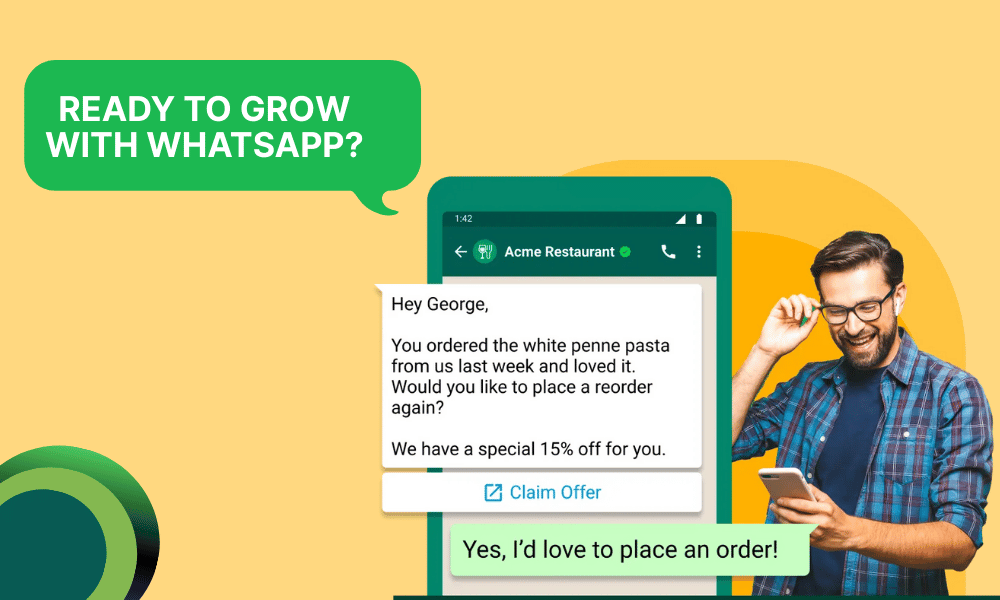 READY TO GROW
WITH WHATSAPP?
1:42
Acme Restaurant
Hey George,
You ordered the white penne pasta
from us last week and loved it.
Would you like to place a reorder
again?
We have a special 15% off for you.
Claim Offer
Yes, I'd love to place an order!